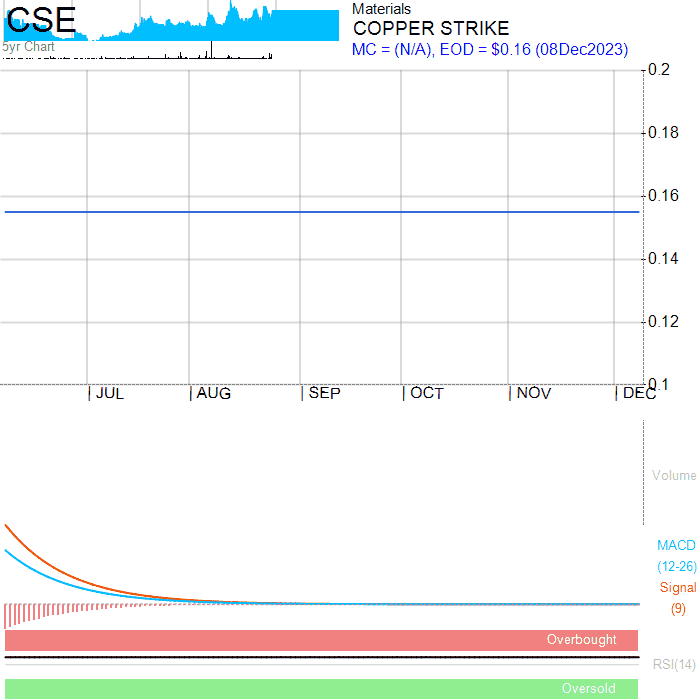 CSE
5yr Chart
Materials
COPPER STRIKE
MC = (N/A), EOD = $0.16 (08Dec2023)
0.2
0.18
0.16
0.14
0.12
0.1
JUL AUG SEP OCT NOV DEC
Volume
MACD
(12-26)
Signal
(9)
Overbought
RSI(14)
Oversold